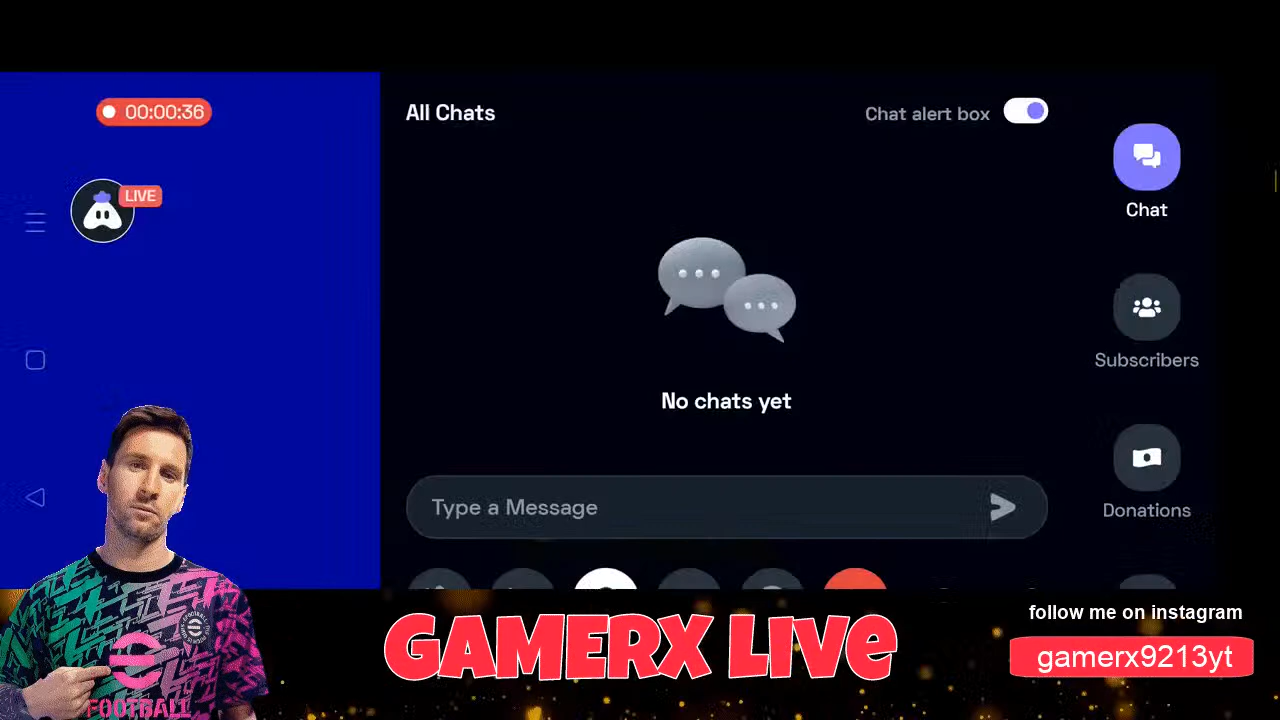 00:00:36
All Chats
Chat alert box
LIVE
Chat
Subscribers
No chats yet
Type a Message
Donations
FOOTBALL
GAMERX LIVE
follow me on instagram
gamerx9213yt